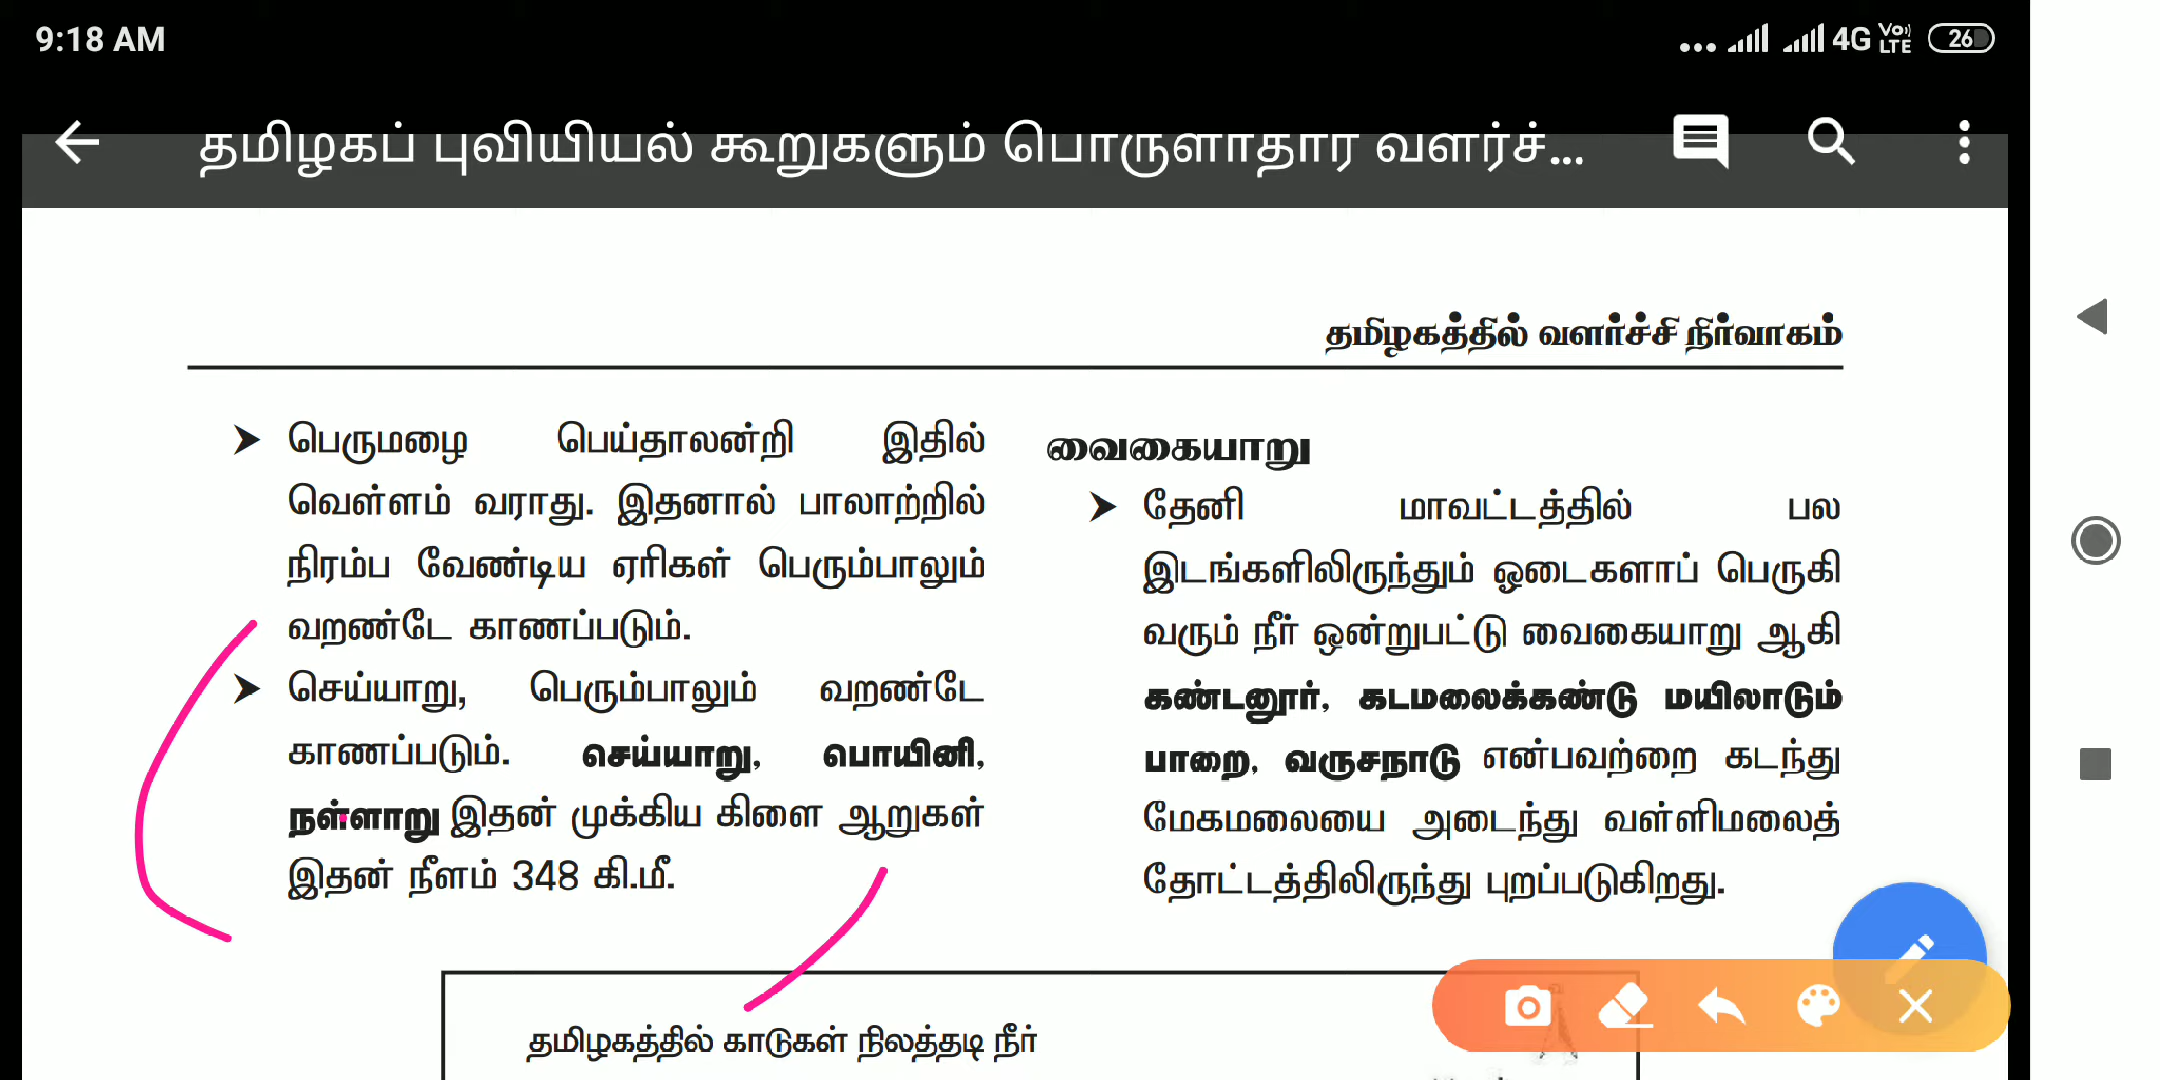 9:18 AM
4G Vo LTE 26
தமிழகப் புவியியல் கூறுகளும் பொருளாதார வளர்ச்...
தமிழகத்தில் வளர்ச்சி நிர்வாகம்
➤ பெருமழை பெய்தாலன்றி இதில்
வெள்ளம் வராது. இதனால் பாலாற்றில்
நிரம்ப வேண்டிய ஏரிகள் பெரும்பாலும்
வறண்டே காணப்படும்.
➤ செய்யாறு, பெரும்பாலும் வறண்டே
காணப்படும். செய்யாறு, பொயினி,
நள்ளாறு இதன் முக்கிய கிளை ஆறுகள்
இதன் நீளம் 348 கி.மீ.
வைகையாறு
➤ தேனி மாவட்டத்தில் பல
இடங்களிலிருந்தும் ஓடைகளாப் பெருகி
வரும் நீர் ஒன்றுபட்டு வைகையாறு ஆகி
கண்டனூர், கடமலைக்கண்டு மயிலாடும்
பாறை, வருசநாடு என்பவற்றை கடந்து
மேகமலையை அடைந்து வள்ளிமலைத்
தோட்டத்திலிருந்து புறப்படுகிறது.
தமிழகத்தில் காடுகள் நிலத்தடி நீர்